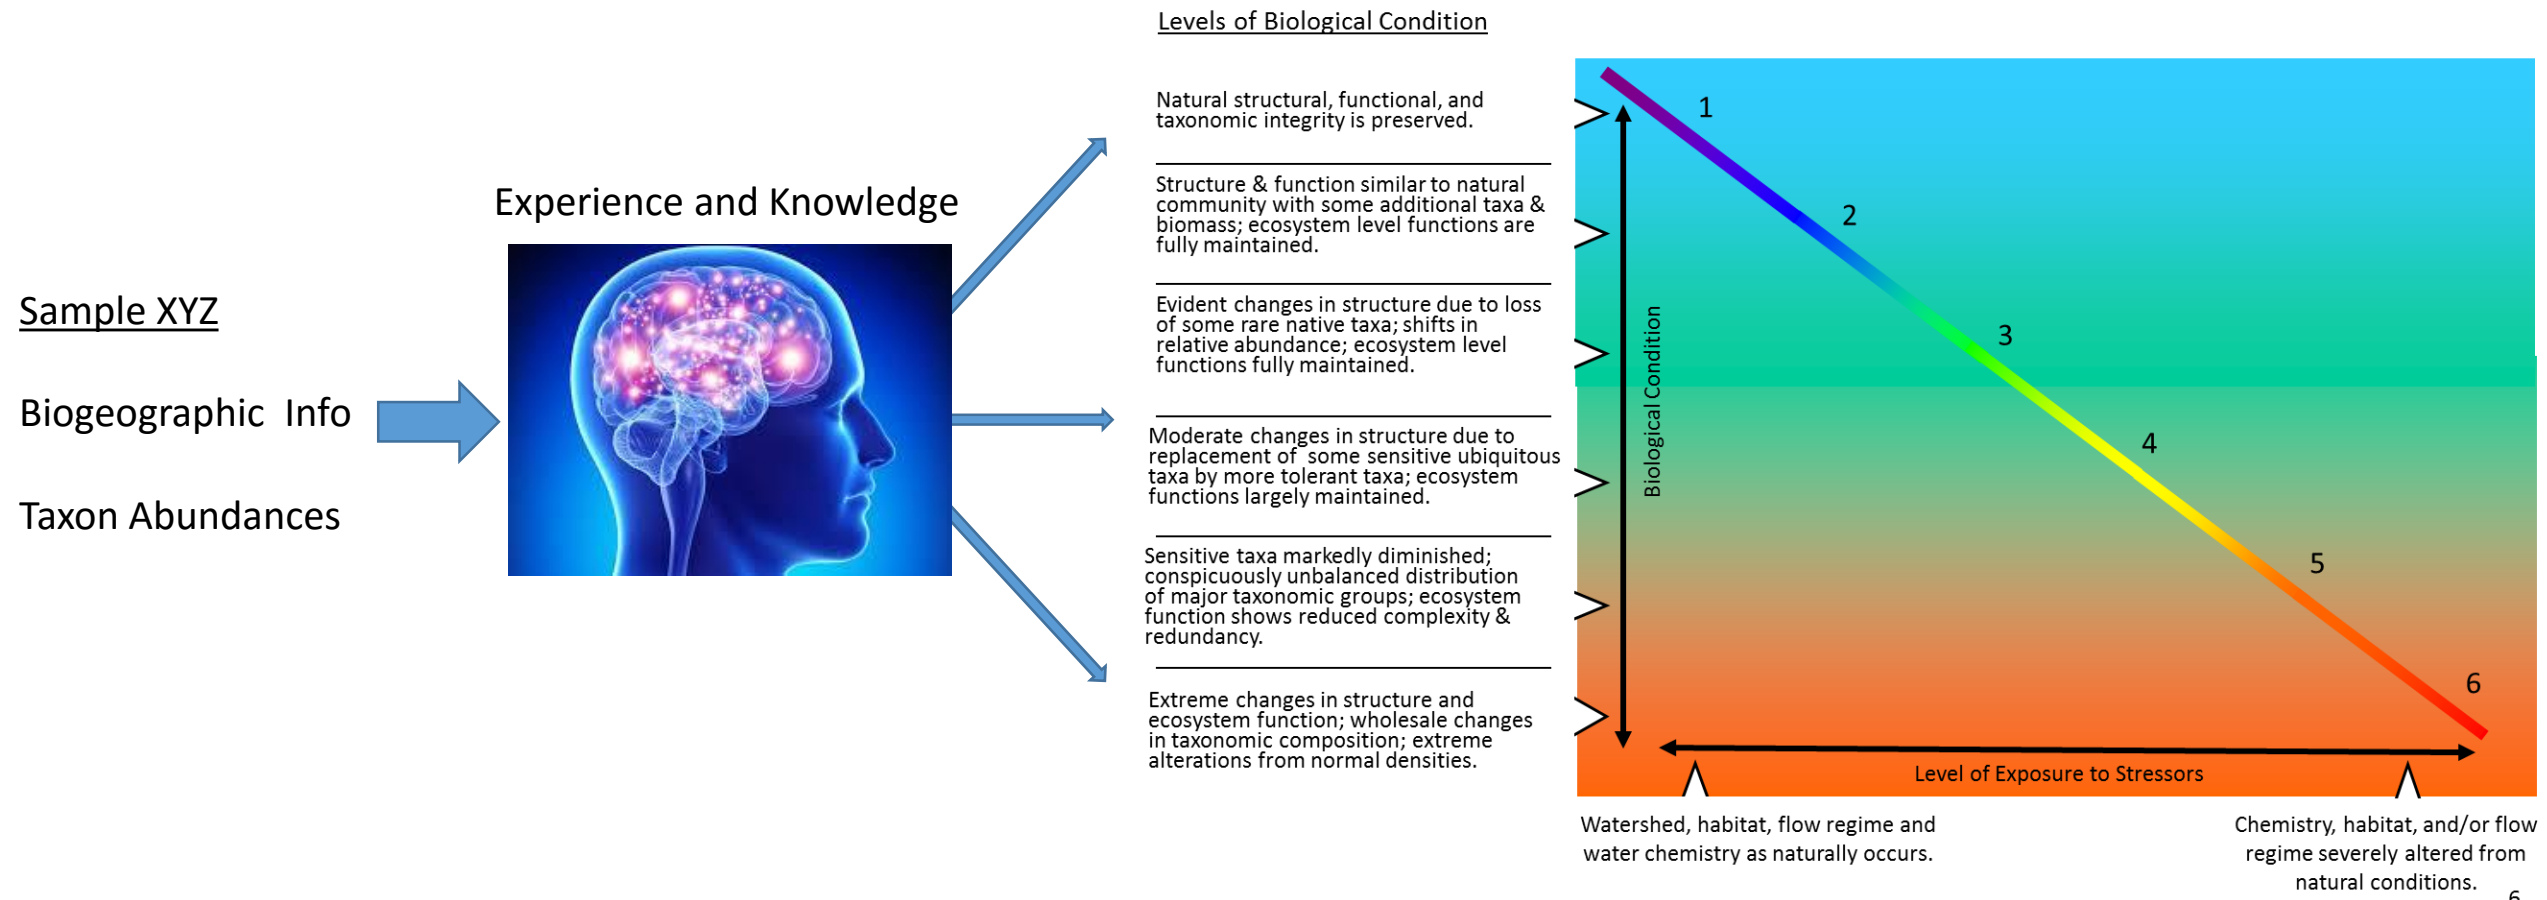 Levels of Biological Condition
Experience and Knowledge
Sample XYZ
Biogeographic Info
Taxon Abundances
Natural structural, functional, and
taxonomic integrity is preserved.
Structure & function similar to natural
community with some additional taxa &
biomass; ecosystem level functions are
fully maintained.
Evident changes in structure due to loss
of some rare native taxa; shifts in
relative abundance; ecosystem level
functions fully maintained.
Moderate changes in structure due to
replacement of some sensitive ubiquitous
taxa by more tolerant taxa; ecosystem
functions largely maintained.
Sensitive taxa markedly diminished;
conspicuously unbalanced distribution
of major taxonomic groups; ecosystem
function shows reduced complexity &
redundancy.
Extreme changes in structure and
ecosystem function; wholesale changes
in taxonomic composition; extreme
alterations from normal densities.
Biological Condition
1
2
3
4
5
6
Level of Exposure to Stressors
Watershed, habitat, flow regime and
water chemistry as naturally occurs.
Chemistry, habitat, and/or flow
regime severely altered from
natural conditions.
6